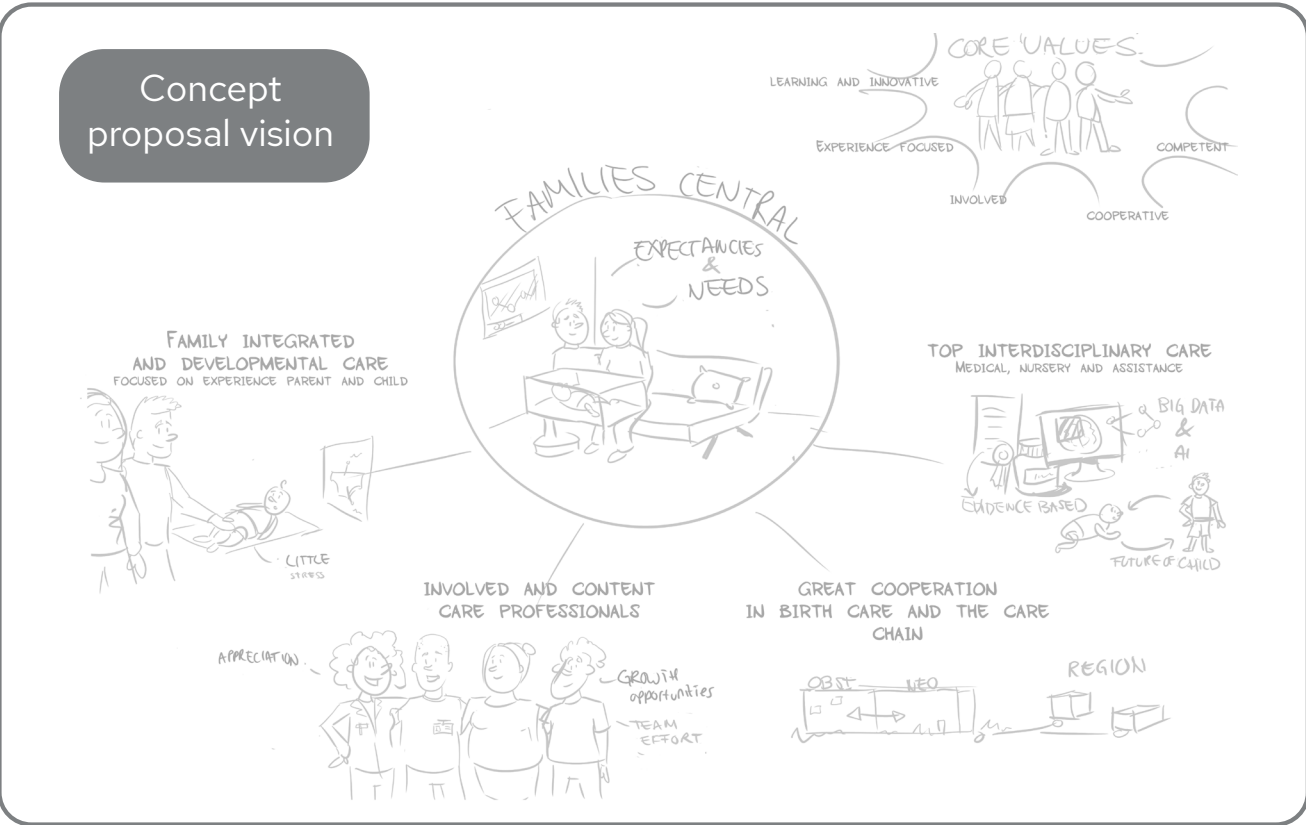 Concept
proposal vision
CORE VALUES
LEARNING AND INNOVATIVE
EXPERIENCE FOCUSED
COMPETENT
INVOLVED
COOPERATIVE
FAMILIES CENTRAL
EXPECTANCIES
&
NEEDS
FAMILY INTEGRATED
AND DEVELOPMENTAL CARE
FOCUSED ON EXPERIENCE PARENT AND CHILD
LITTLE
STRESS
TOP INTERDISCIPLINARY CARE
MEDICAL, NURSERY AND ASSISTANCE
BIG DATA
&
AI
EVIDENCE BASED
FUTURE OF CHILD
INVOLVED AND CONTENT
CARE PROFESSIONALS
APPRECIATION
GROWTH
opportunities
TEAM
EFFORT
GREAT COOPERATION
IN BIRTH CARE AND THE CARE
CHAIN
OBST NEO
REGION